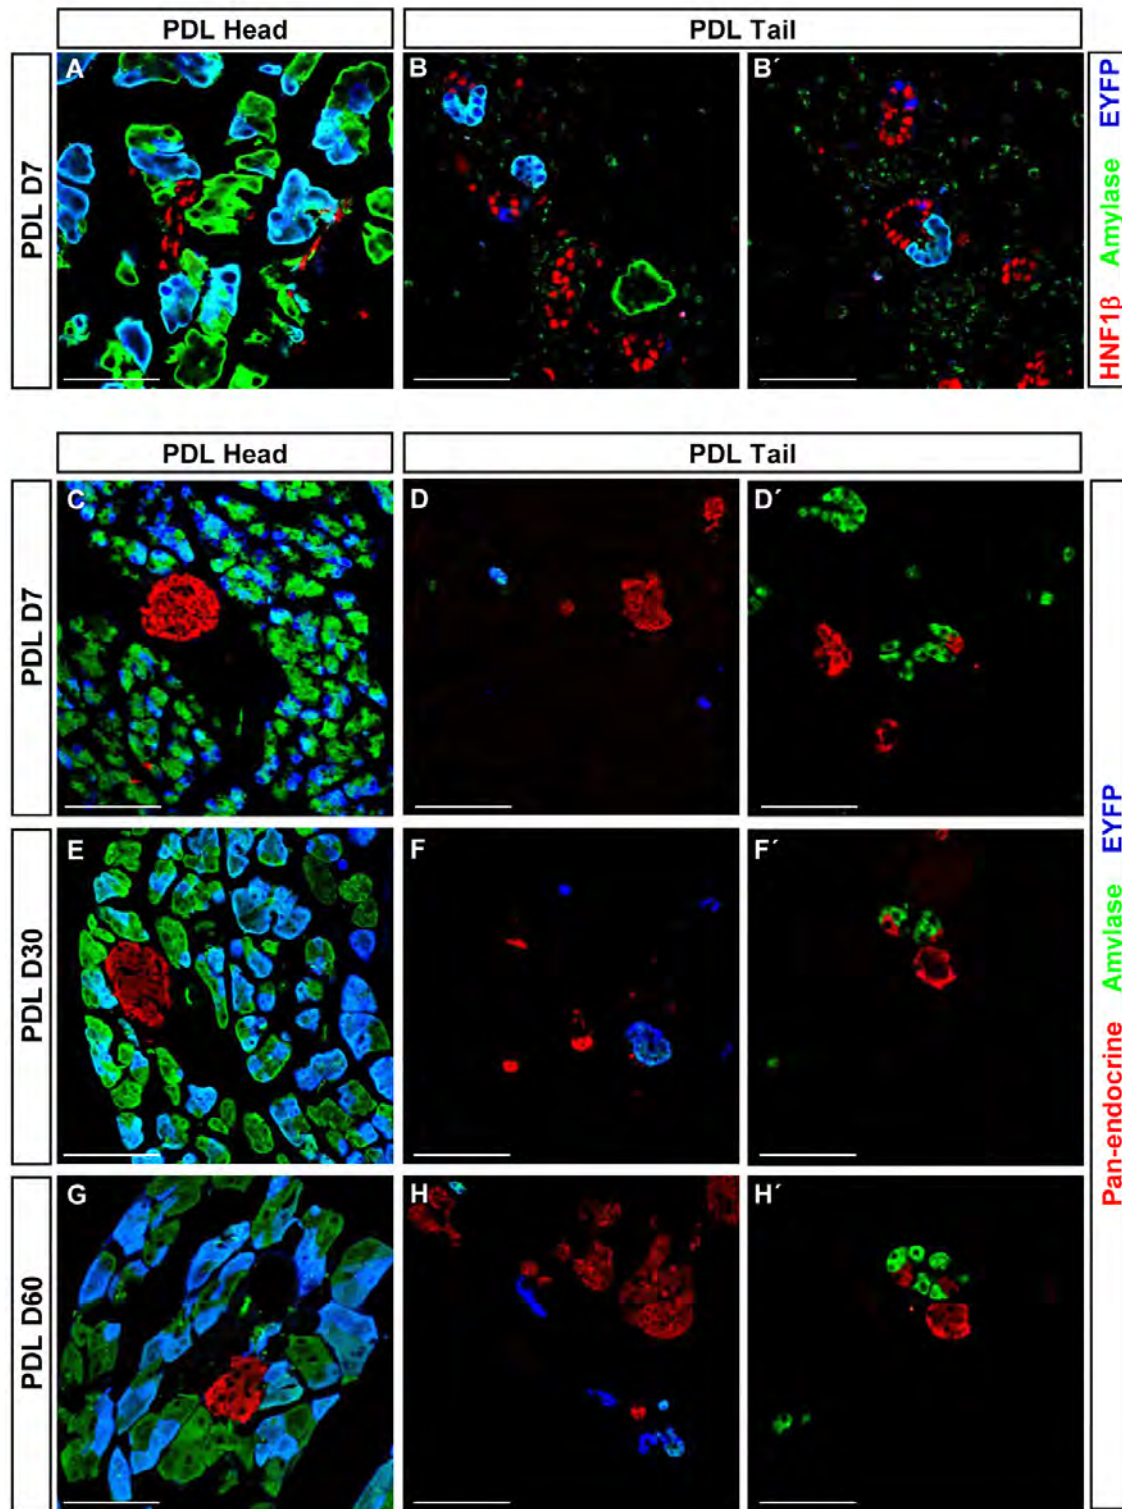 PDL Head
PDL Tail
PDL D7
A
B
B´
HNF1β Amylase EYFP
PDL Head
PDL Tail
PDL D7
C
D
D´
PDL D30
E
F
F´
PDL D60
G
H
H´
Pan-endocrine Amylase EYFP